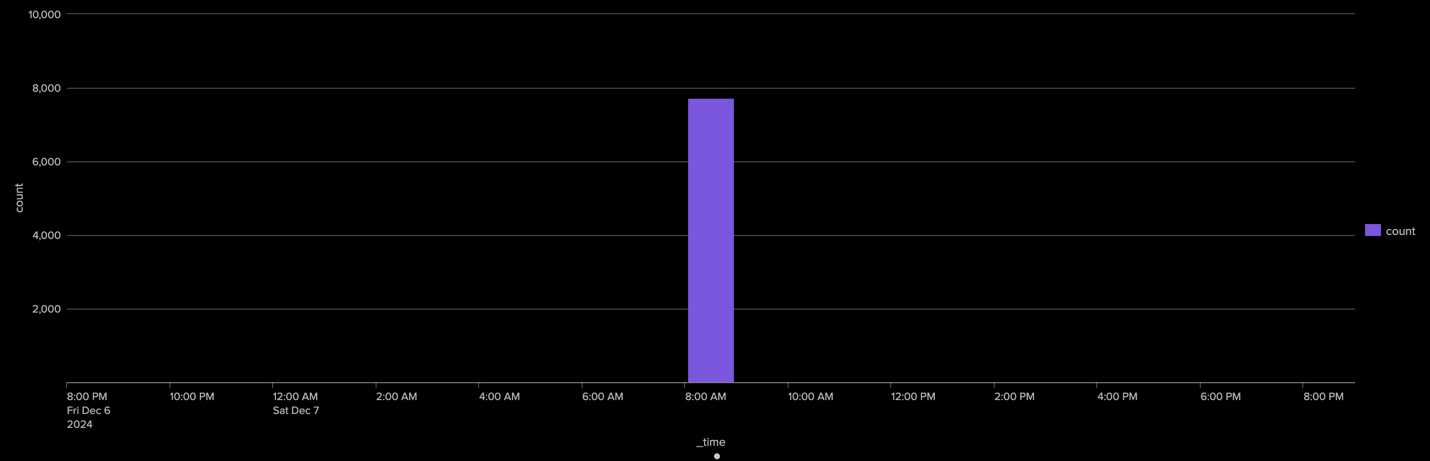 10,000
8,000
6,000
4,000
2,000
count
8:00 PM
Fri Dec 6
2024
10:00 PM
12:00 AM
Sat Dec 7
2:00 AM
4:00 AM
6:00 AM
8:00 AM
10:00 AM
12:00 PM
2:00 PM
4:00 PM
6:00 PM
8:00 PM
_time
count